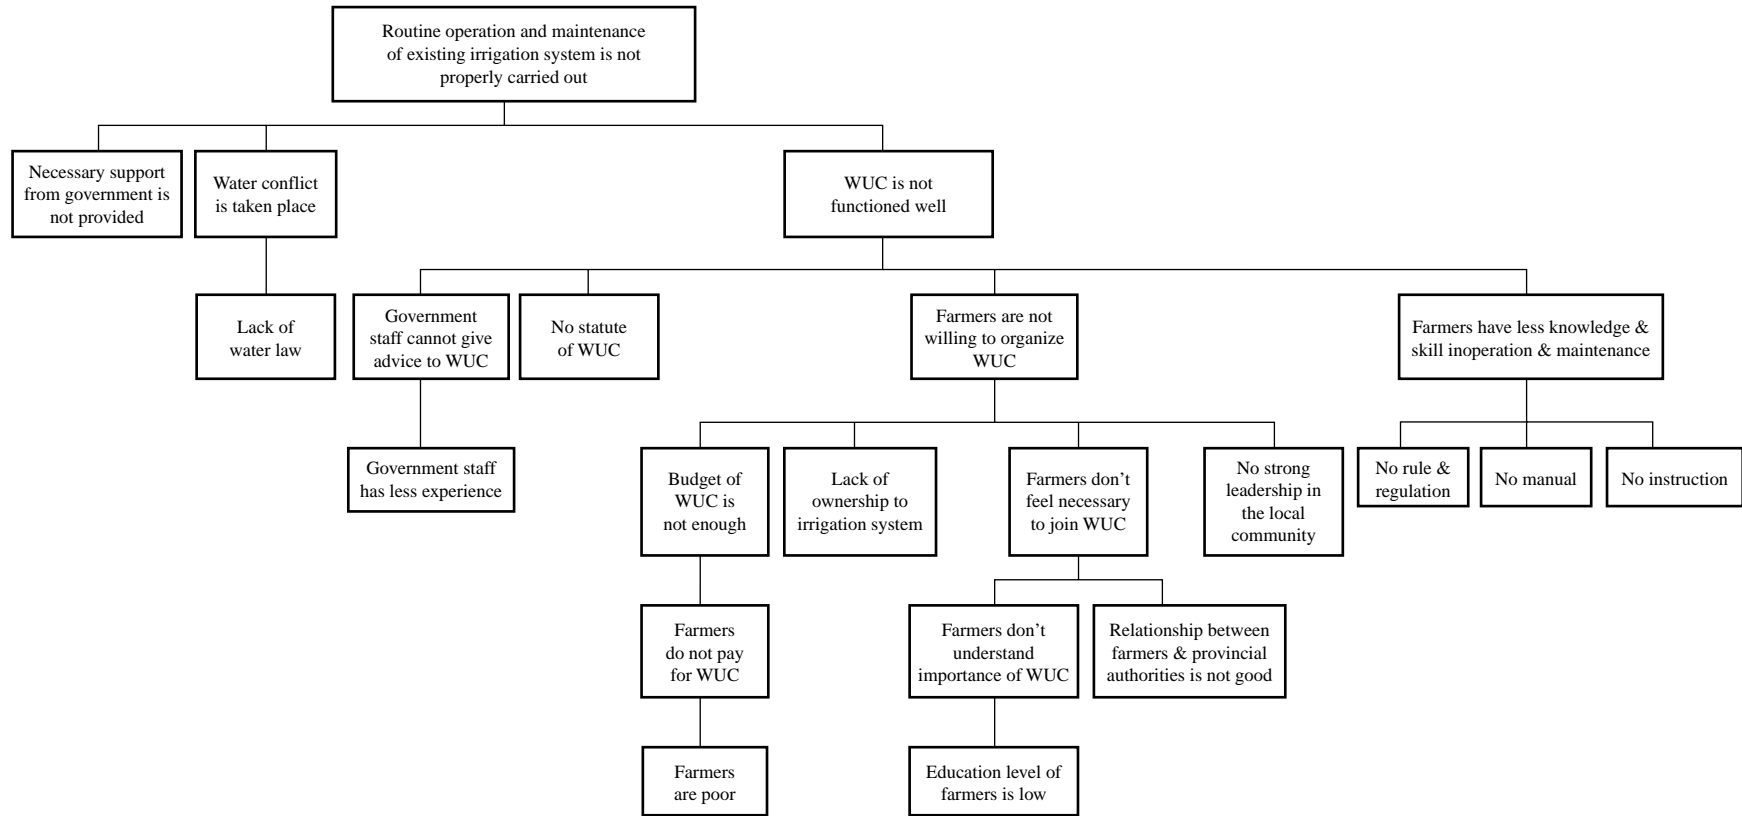 Routine operation and maintenance
of existing irrigation system is not
properly carried out
Necessary support
from government is
not provided
Water conflict
is taken place
WUC is not
functioned well
Lack of
water law
Government
staff cannot give
advice to WUC
No statute
of WUC
Farmers are not
willing to organize
WUC
Farmers have less knowledge &
skill inoperation & maintenance
Government staff
has less experience
Budget of
WUC is
not enough
Lack of
ownership to
irrigation system
Farmers don’t
feel necessary
to join WUC
No strong
leadership in
the local
community
No rule &
regulation
No manual
No instruction
Farmers
do not pay
for WUC
Farmers don’t
understand
importance of WUC
Relationship between
farmers & provincial
authorities is not good
Farmers
are poor
Education level of
farmers is low